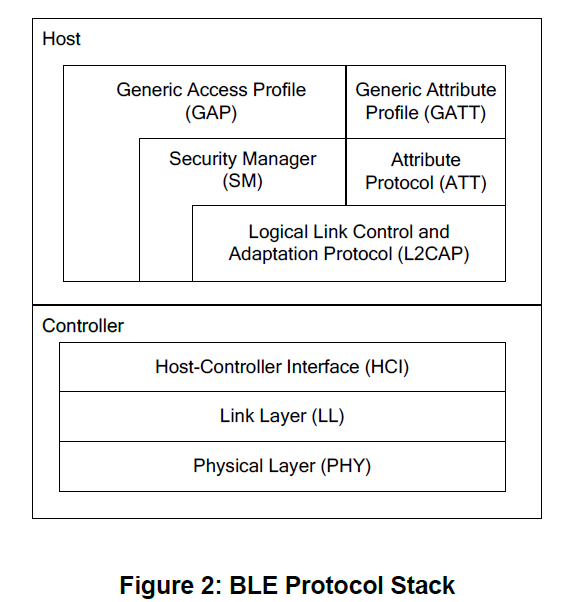 Host
Generic Access Profile
(GAP)
Generic Attribute
Profile (GATT)
Security Manager
(SM)
Attribute
Protocol (ATT)
Logical Link Control and
Adaptation Protocol (L2CAP)
Controller
Host-Controller Interface (HCI)
Link Layer (LL)
Physical Layer (PHY)
Figure 2: BLE Protocol Stack